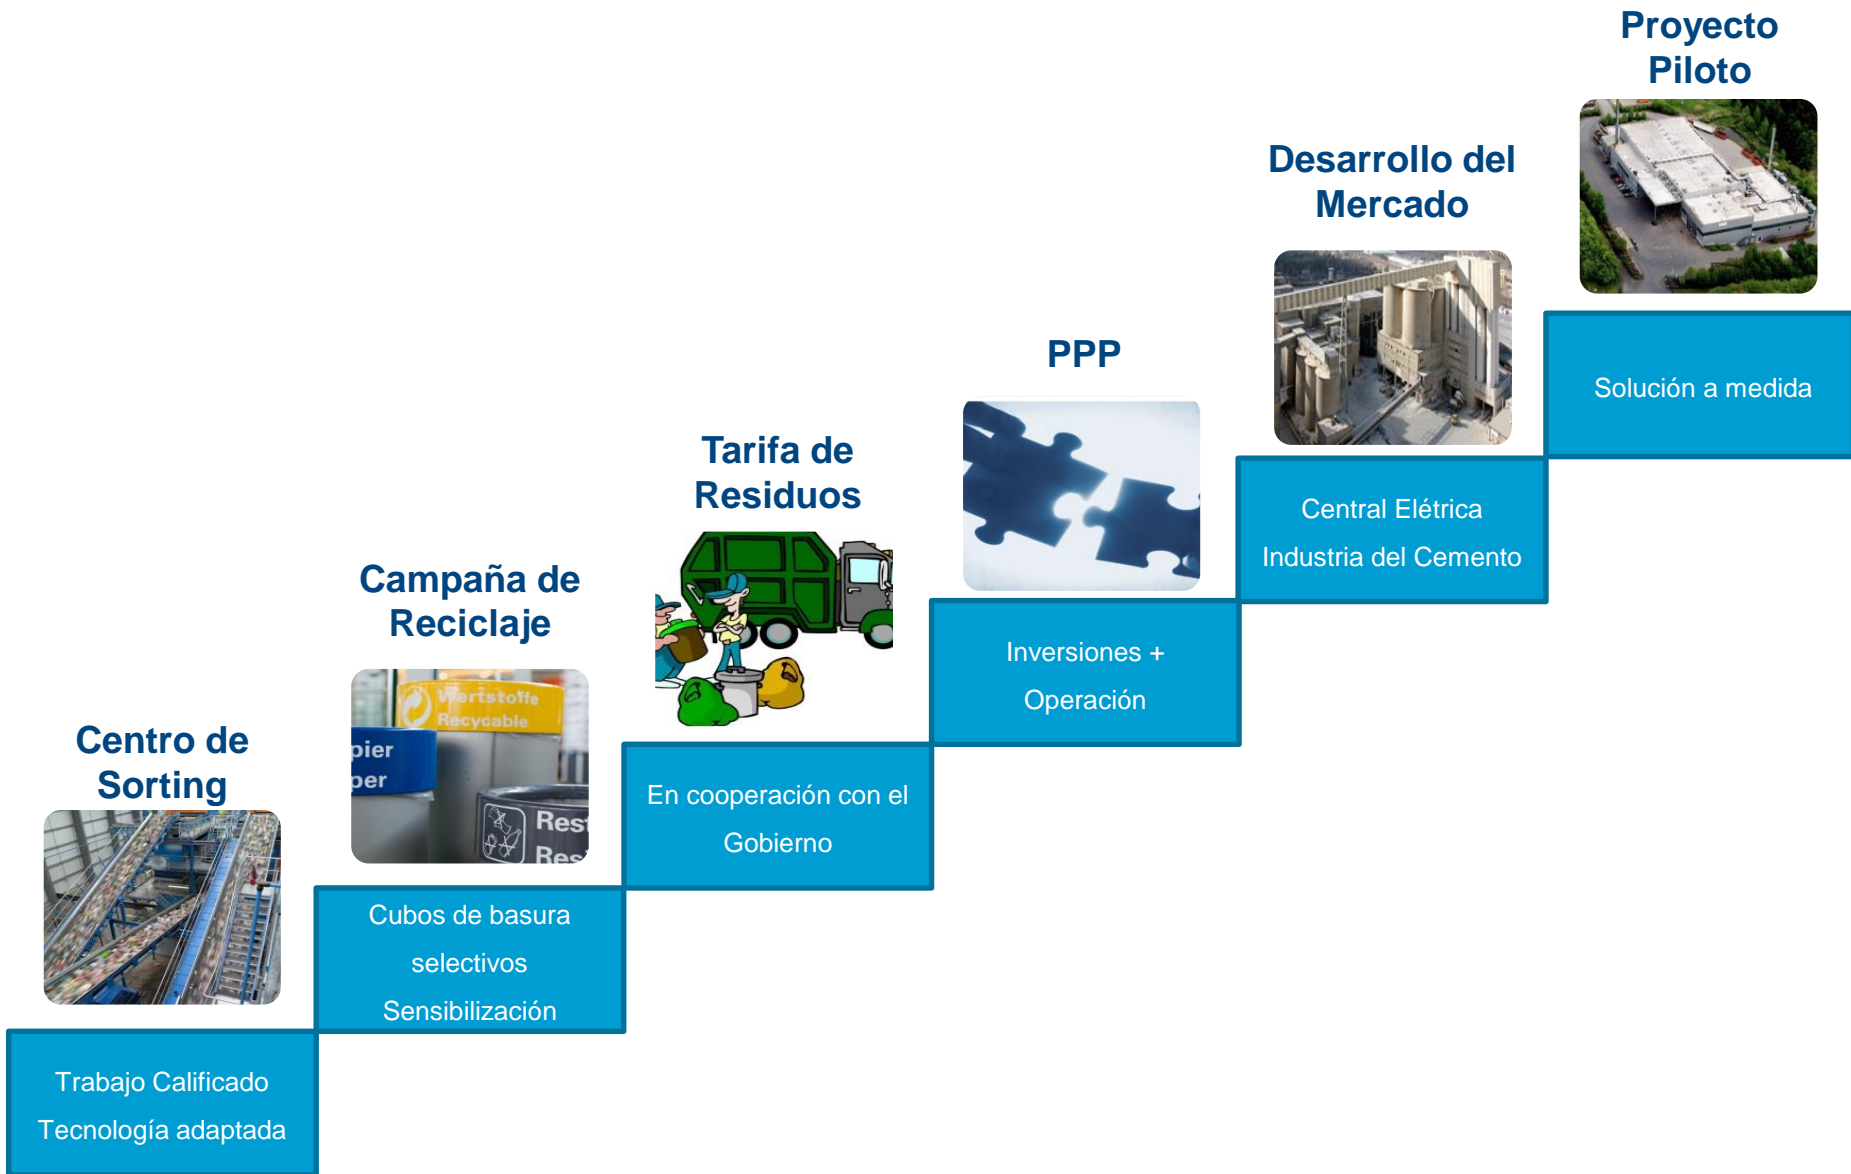 Centro de
Sorting
Trabajo Calificado
Tecnología adaptada
Campaña de
Reciclaje
Wertstoffe
Recycable
pier
per
Rest
Res
Cubos de basura
selectivos
Sensibilización
Tarifa de
Residuos
En cooperación con el
Gobierno
PPP
Inversiones +
Operación
Desarrollo del
Mercado
Central Elétrica
Industria del Cemento
Proyecto
Piloto
Solución a medida